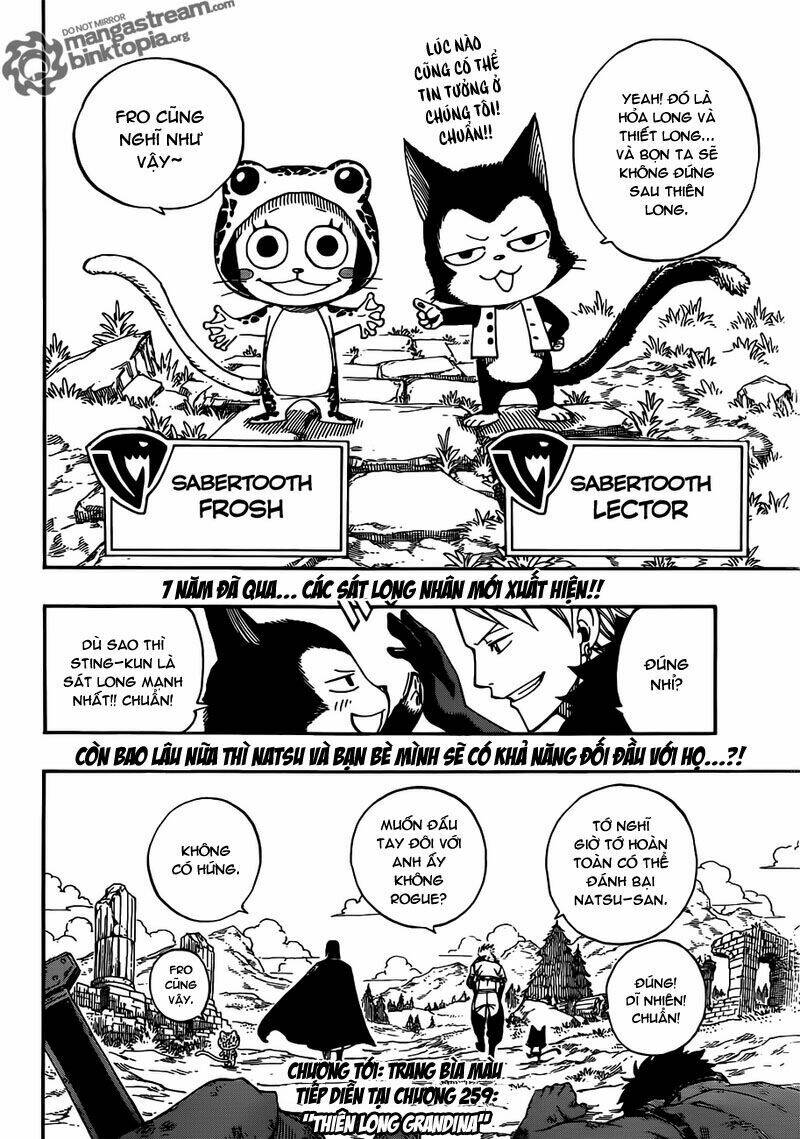 DO NOT MIRROR
mangastream.com
binktopia.org
YEAH! ĐÓ LÀ
HỎA LONG VÀ
THIẾT LONG...
VÀ BỌN TA SẼ
KHÔNG ĐỨNG
SAU THIÊN
LONG.
LÚC NÀO
CŨNG CÓ THỂ
TIN TƯỞNG Ở
CHÚNG TÔI!
CHUẨN!!
FRO CŨNG
NGHĨ NHƯ
VẬY~
SABERTOOTH
FROSH
SABERTOOTH
LECTOR
7 NĂM ĐÃ QUA... CÁC SÁT LONG NHÂN MỚI XUẤT HIỆN!!
ĐÚNG
NHỈ?
DÙ SAO THÌ
STING-KUN LÀ
SÁT LONG MẠNH
NHẤT!! CHUẨN!
CÒN BAO LÂU NỮA THÌ NATSU VÀ BẠN BÈ MÌNH SẼ CÓ KHẢ NĂNG ĐỐI ĐẦU VỚI HỌ...?!
TỚ NGHĨ
GIỜ TỚ HOÀN
TOÀN CÓ THỂ
ĐÁNH BẠI
NATSU-SAN.
MUỐN ĐẤU
TAY ĐÔI VỚI
ANH ẤY
KHÔNG
ROGUE?
KHÔNG
CÓ HỨNG.
ĐÚNG!
DĨ NHIÊN!
CHUẨN!
FRO
CŨNG
VẬY.
CHƯƠNG TỚI: TRANG BÌA MÀU
TIẾP DIỄN TẠI CHƯƠNG 259:
"THIÊN LONG GRANDINA"